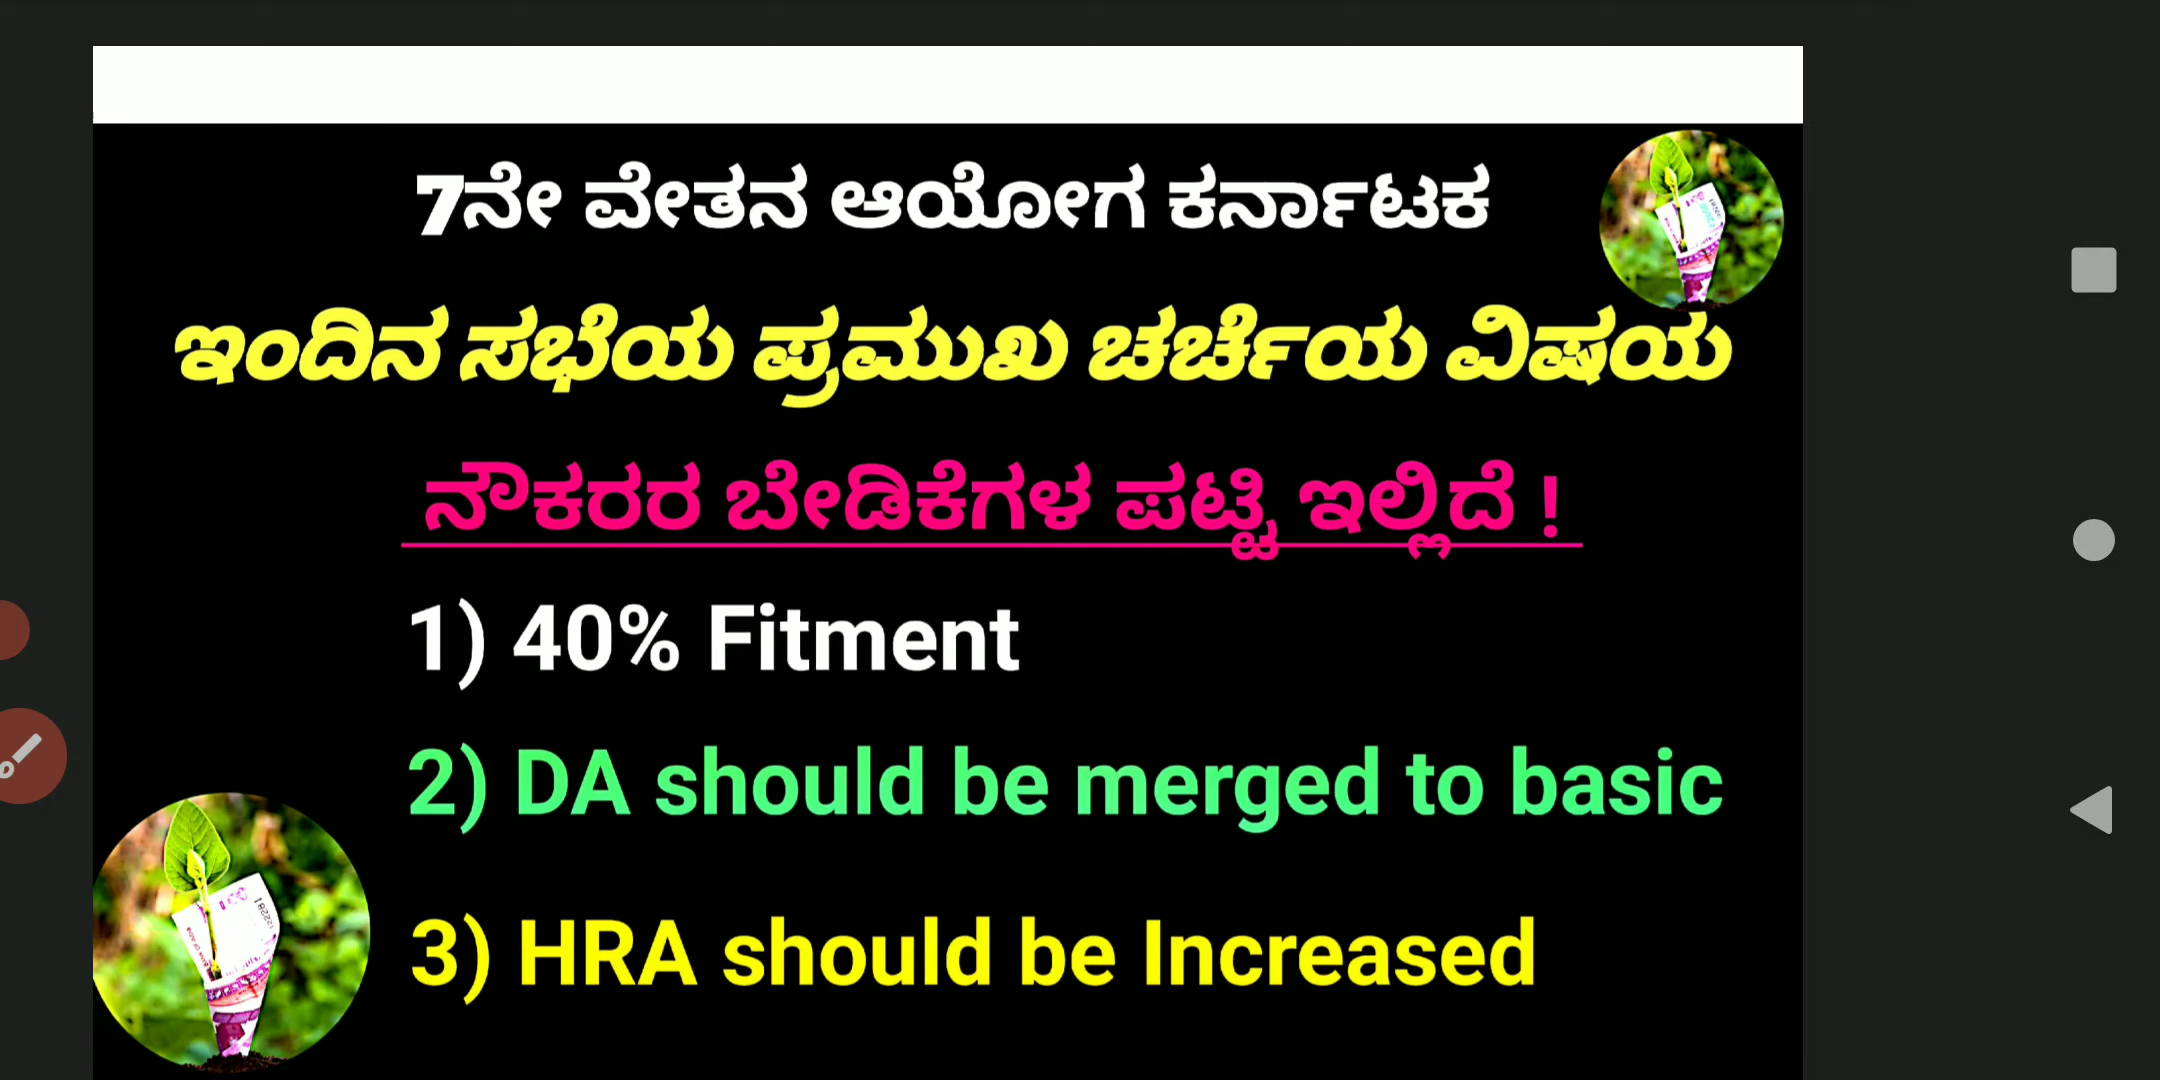 7ನೇ ವೇತನ ಆಯೋಗ ಕರ್ನಾಟಕ
ಇಂದಿನ ಸಭೆಯ ಪ್ರಮುಖ ಚರ್ಚೆಯ ವಿಷಯ
ನೌಕರರ ಬೇಡಿಕೆಗಳ ಪಟ್ಟಿ ಇಲ್ಲಿದೆ !
1) 40% Fitment
2) DA should be merged to basic
3) HRA should be Increased